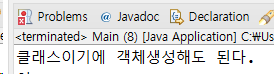 Problems @ Javadoc Declaration
<terminated> Main (8) [Java Application] C:₩Us
클래스이기에 객체생성해도 된다.